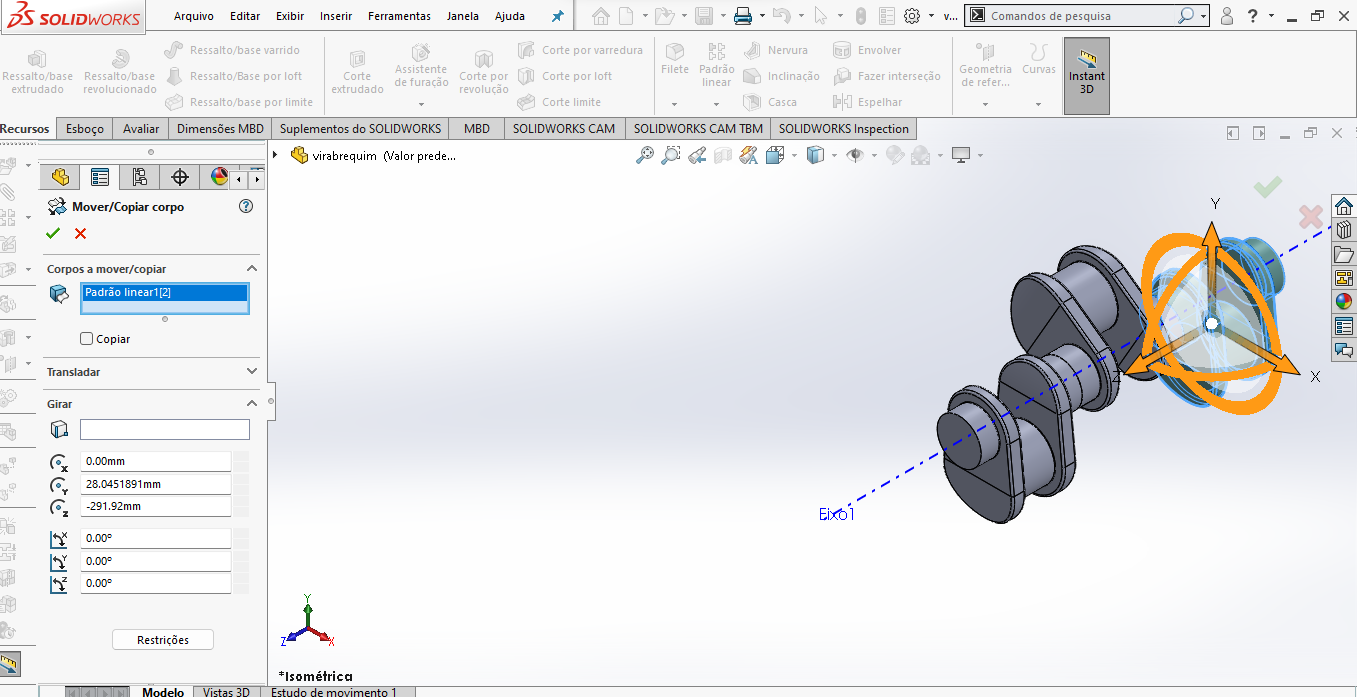 SOLIDWORKS
Arquivo Editar Exibir Inserir Ferramentas Janela Ajuda
v...
Comandos de pesquisa
Ressalto/base extrudado
Ressalto/base revolucionado
Ressalto/base varrido
Ressalto/base por loft
Ressalto/base por limite
Corte extrudado
Assistente de furação
Corte por revolução
Corte por varredura
Corte por loft
Corte limite
Filete
Padrão linear
Nervura
Inclinação
Casca
Envolver
Fazer interseção
Espelhar
Geometria de refer...
Curvas
Instant 3D
Recursos Esboço Avaliar Dimensões MBD Suplementos do SOLIDWORKS MBD SOLIDWORKS CAM SOLIDWORKS CAM TBM SOLIDWORKS Inspection
virabrequim (Valor prede...
Mover/Copiar corpo
Corpos a mover/copiar
Padrão linear1[2]
Copiar
Transladar
Girar
X 0.00mm
Y 28.0451891mm
Z -291.92mm
X 0.00º
Y 0.00º
Z 0.00º
Restrições
Y
Z
X
Eixo1
Y
Z
X
*Isométrica
Modelo Vistas 3D Estudo de movimento 1